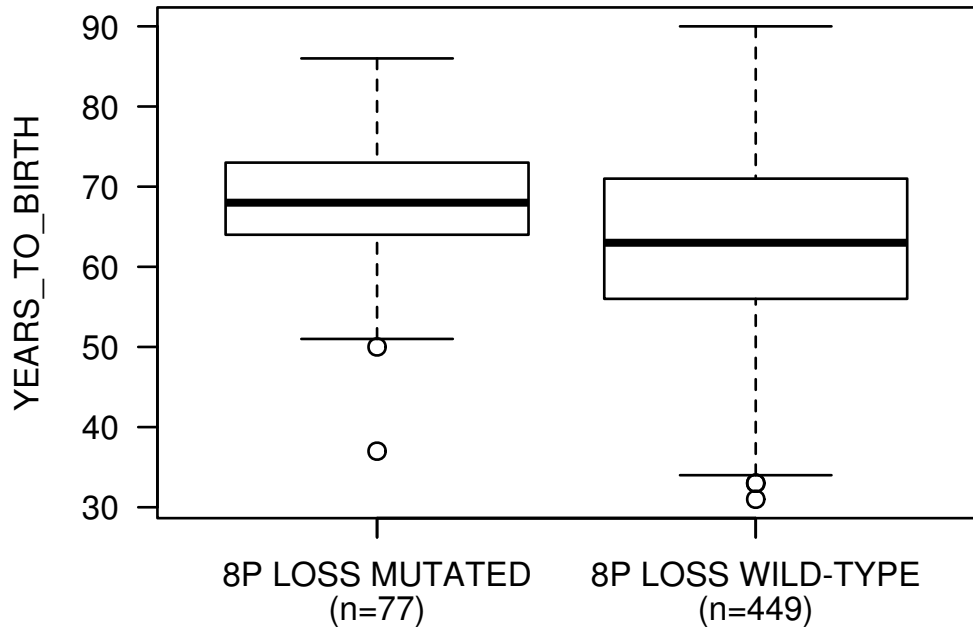 YEARS_TO_BIRTH
90
80
70
60
50
40
30
8P LOSS MUTATED
(n=77)
8P LOSS WILD-TYPE
(n=449)